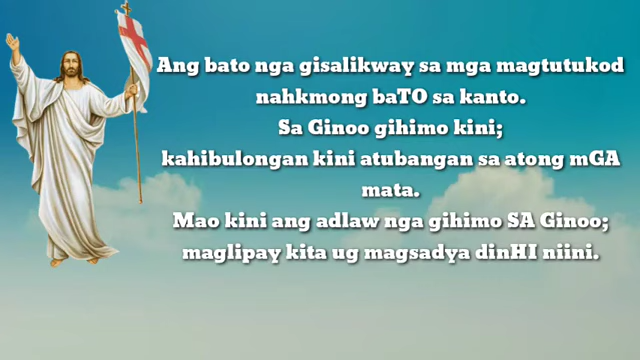 Ang bato nga gisalikway sa mga magtutukod
nahkmong baTO sa kanto.
Sa Ginoo gihimo kini;
kahibulongan kini atubangan sa atong mGA
mata.
Mao kini ang adlaw nga gihimo SA Ginoo;
maglipay kita ug magsadya dinHI niini.